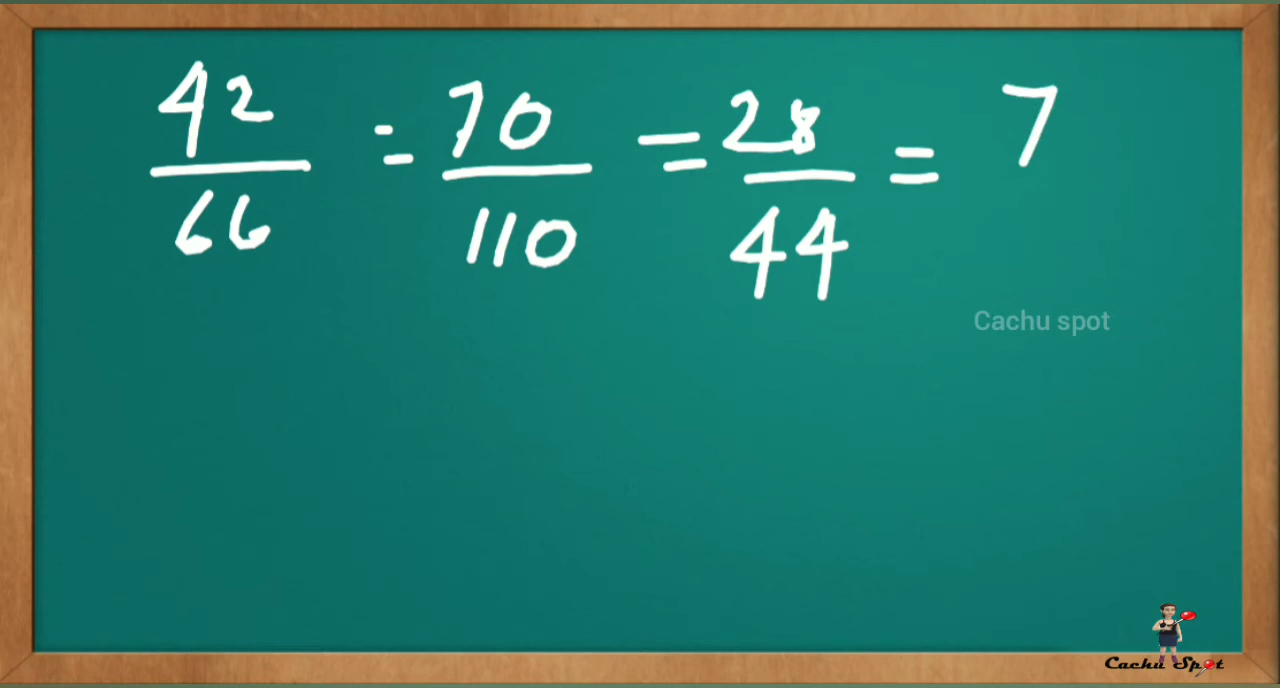 42/66 = 70/110 = 28/44 = 7
Cachu spot
Cachu Spot